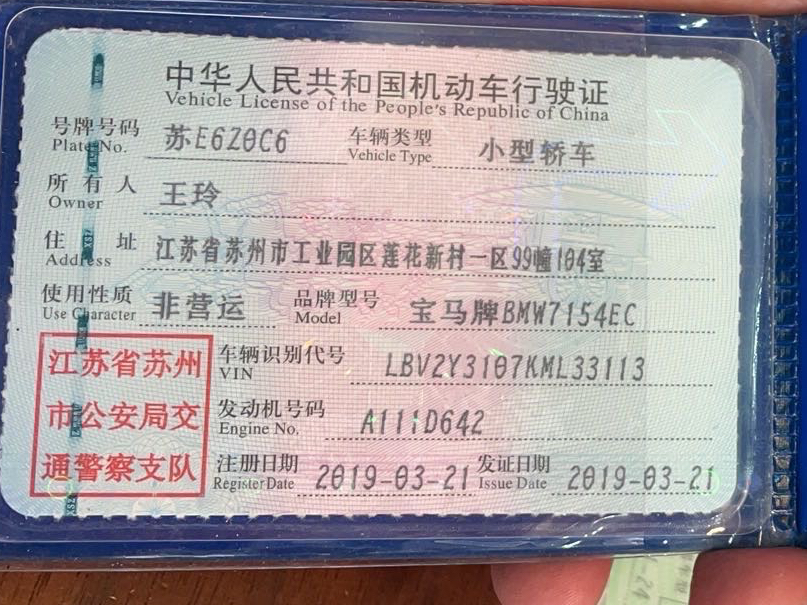 中华人民共和国机动车行驶证
Vehicle License of the People's Republic of China
号牌号码 苏E6Z0C6 车辆类型 小型轿车
Plate No. Vehicle Type
所有人 王玲
Owner
住址 江苏省苏州市工业园区莲花新村一区99幢104室
Address
使用性质 非营运 品牌型号 宝马牌BMW7154EC
Use Character Model
江苏省苏州
市公安局交
通警察支队
车辆识别代号 LBV2Y3107KML33113
VIN
发动机号码 A111D642
Engine No.
注册日期 2019-03-21 发证日期 2019-03-21
Register Date Issue Date